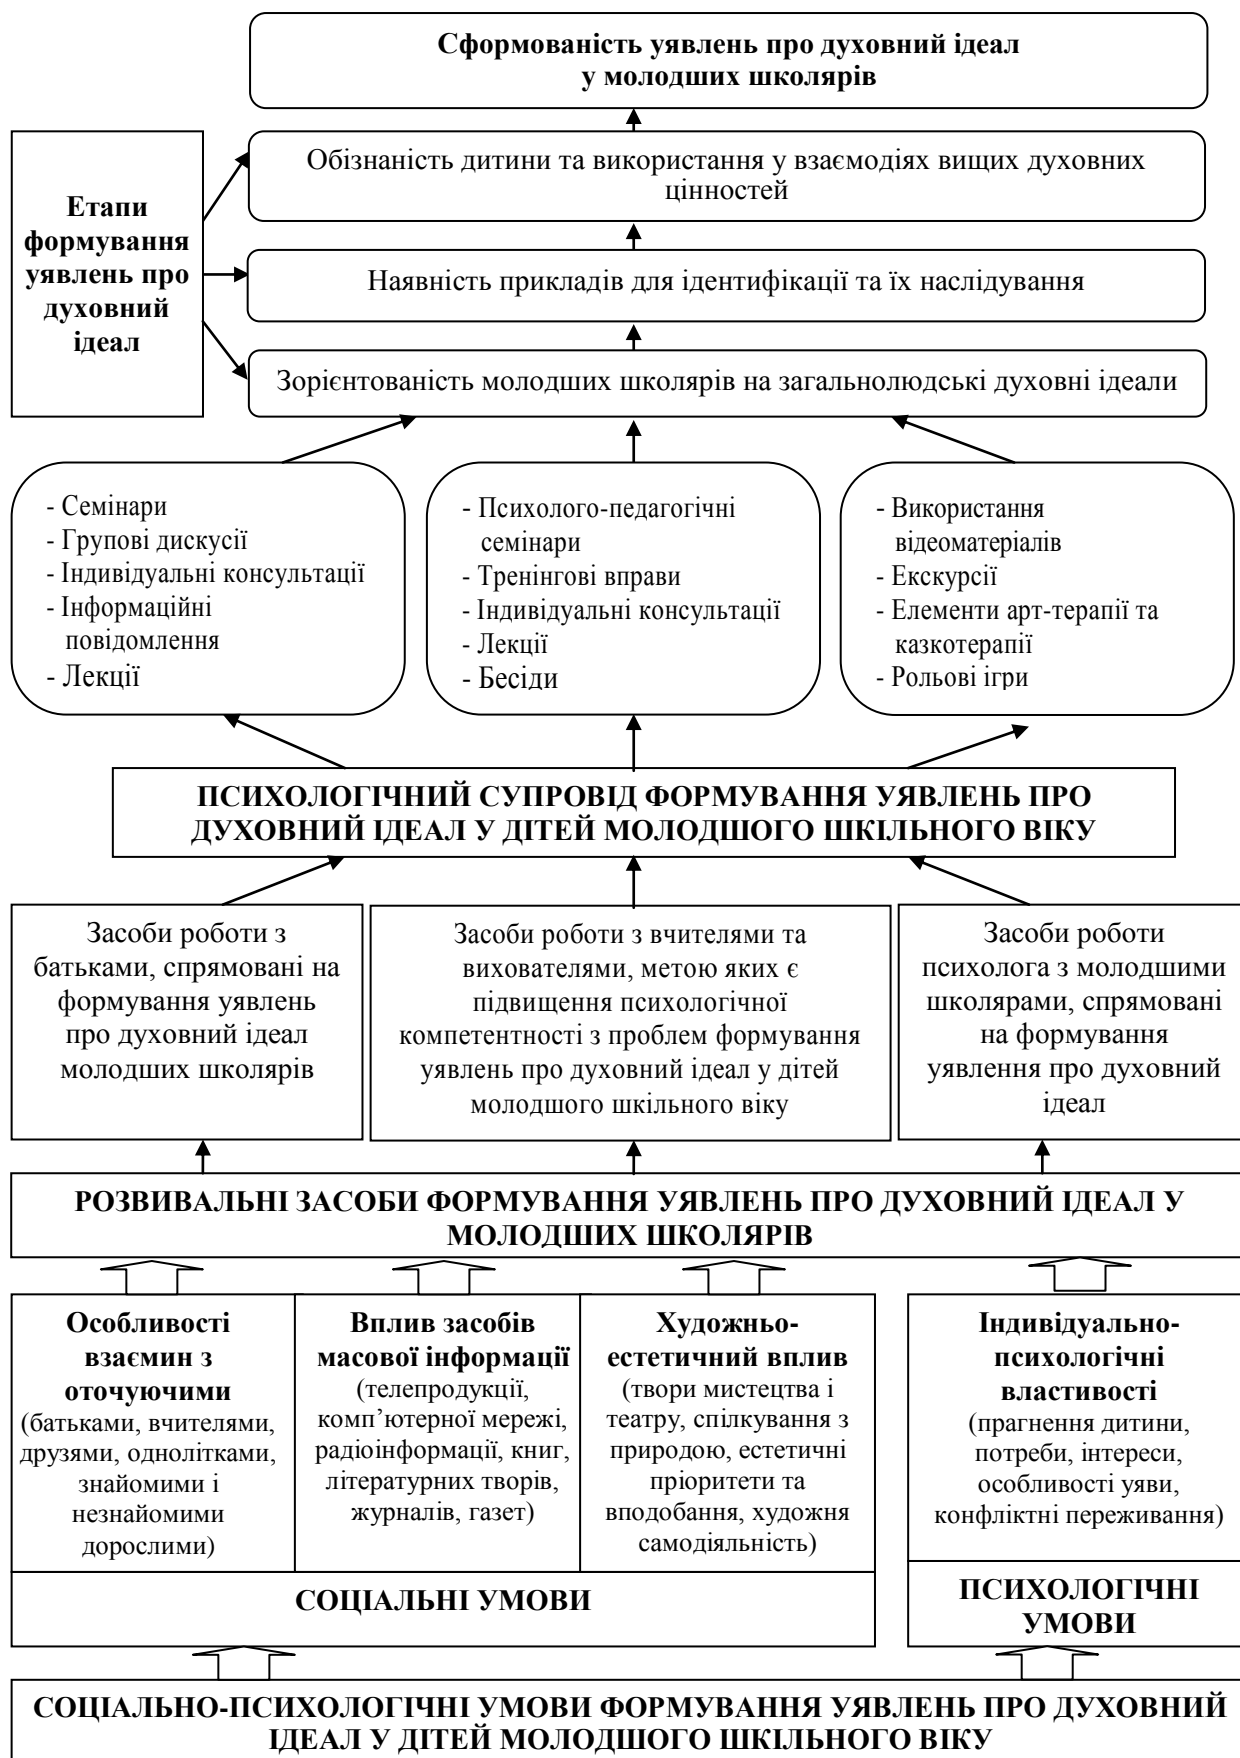 Сформованість уявлень про духовний ідеал
у молодших школярів
Етапи
формування
уявлень про
духовний
ідеал
Обізнаність дитини та використання у взаємодіях вищих духовних
цінностей
Наявність прикладів для ідентифікації та їх наслідування
Зорієнтованість молодших школярів на загальнолюдські духовні ідеали
- Семінари
- Групові дискусії
- Індивідуальні консультації
- Інформаційні
повідомлення
- Лекції
- Психолого-педагогічні
семінари
- Тренінгові вправи
- Індивідуальні консультації
- Лекції
- Бесіди
- Використання
відеоматеріалів
- Екскурсії
- Елементи арт-терапії та
казкотерапії
- Рольові ігри
ПСИХОЛОГІЧНИЙ СУПРОВІД ФОРМУВАННЯ УЯВЛЕНЬ ПРО
ДУХОВНИЙ ІДЕАЛ У ДІТЕЙ МОЛОДШОГО ШКІЛЬНОГО ВІКУ
Засоби роботи з
батьками, спрямовані на
формування уявлень
про духовний ідеал
молодших школярів
Засоби роботи з вчителями та
вихователями, метою яких є
підвищення психологічної
компетентності з проблем формування
уявлень про духовний ідеал у дітей
молодшого шкільного віку
Засоби роботи
психолога з молодшими
школярами, спрямовані
на формування
уявлення про духовний
ідеал
РОЗВИВАЛЬНІ ЗАСОБИ ФОРМУВАННЯ УЯВЛЕНЬ ПРО ДУХОВНИЙ ІДЕАЛ У
МОЛОДШИХ ШКОЛЯРІВ
Особливості
взаємин з
оточуючими
(батьками, вчителями,
друзями, однолітками,
знайомими і
незнайомими
дорослими)
Вплив засобів
масової інформації
(телепродукції,
комп’ютерної мережі,
радіоінформації, книг,
літературних творів,
журналів, газет)
Художньо-
естетичний вплив
(твори мистецтва і
театру, спілкування з
природою, естетичні
пріоритети та
вподобання, художня
самодіяльність)
Індивідуально-
психологічні
властивості
(прагнення дитини,
потреби, інтереси,
особливості уяви,
конфліктні переживання)
СОЦІАЛЬНІ УМОВИ
ПСИХОЛОГІЧНІ
УМОВИ
СОЦІАЛЬНО-ПСИХОЛОГІЧНІ УМОВИ ФОРМУВАННЯ УЯВЛЕНЬ ПРО ДУХОВНИЙ
ІДЕАЛ У ДІТЕЙ МОЛОДШОГО ШКІЛЬНОГО ВІКУ